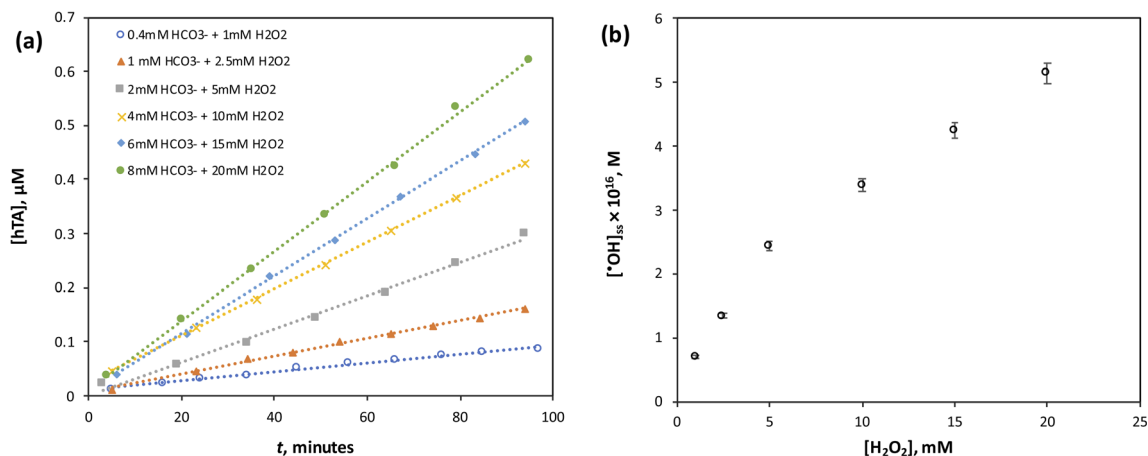 (a)
0.4mM HCO3- + 1mM H2O2
1 mM HCO3- + 2.5mM H2O2
2mM HCO3- + 5mM H2O2
4mM HCO3- + 10mM H2O2
6mM HCO3- + 15mM H2O2
8mM HCO3- + 20mM H2O2
[hTA], µM
0.7
0.6
0.5
0.4
0.3
0.2
0.1
0
0 20 40 60 80 100
t, minutes
(b)
[•OH]ss × 10¹⁶, M
6
5
4
3
2
1
0
0 5 10 15 20 25
[H₂O₂], mM